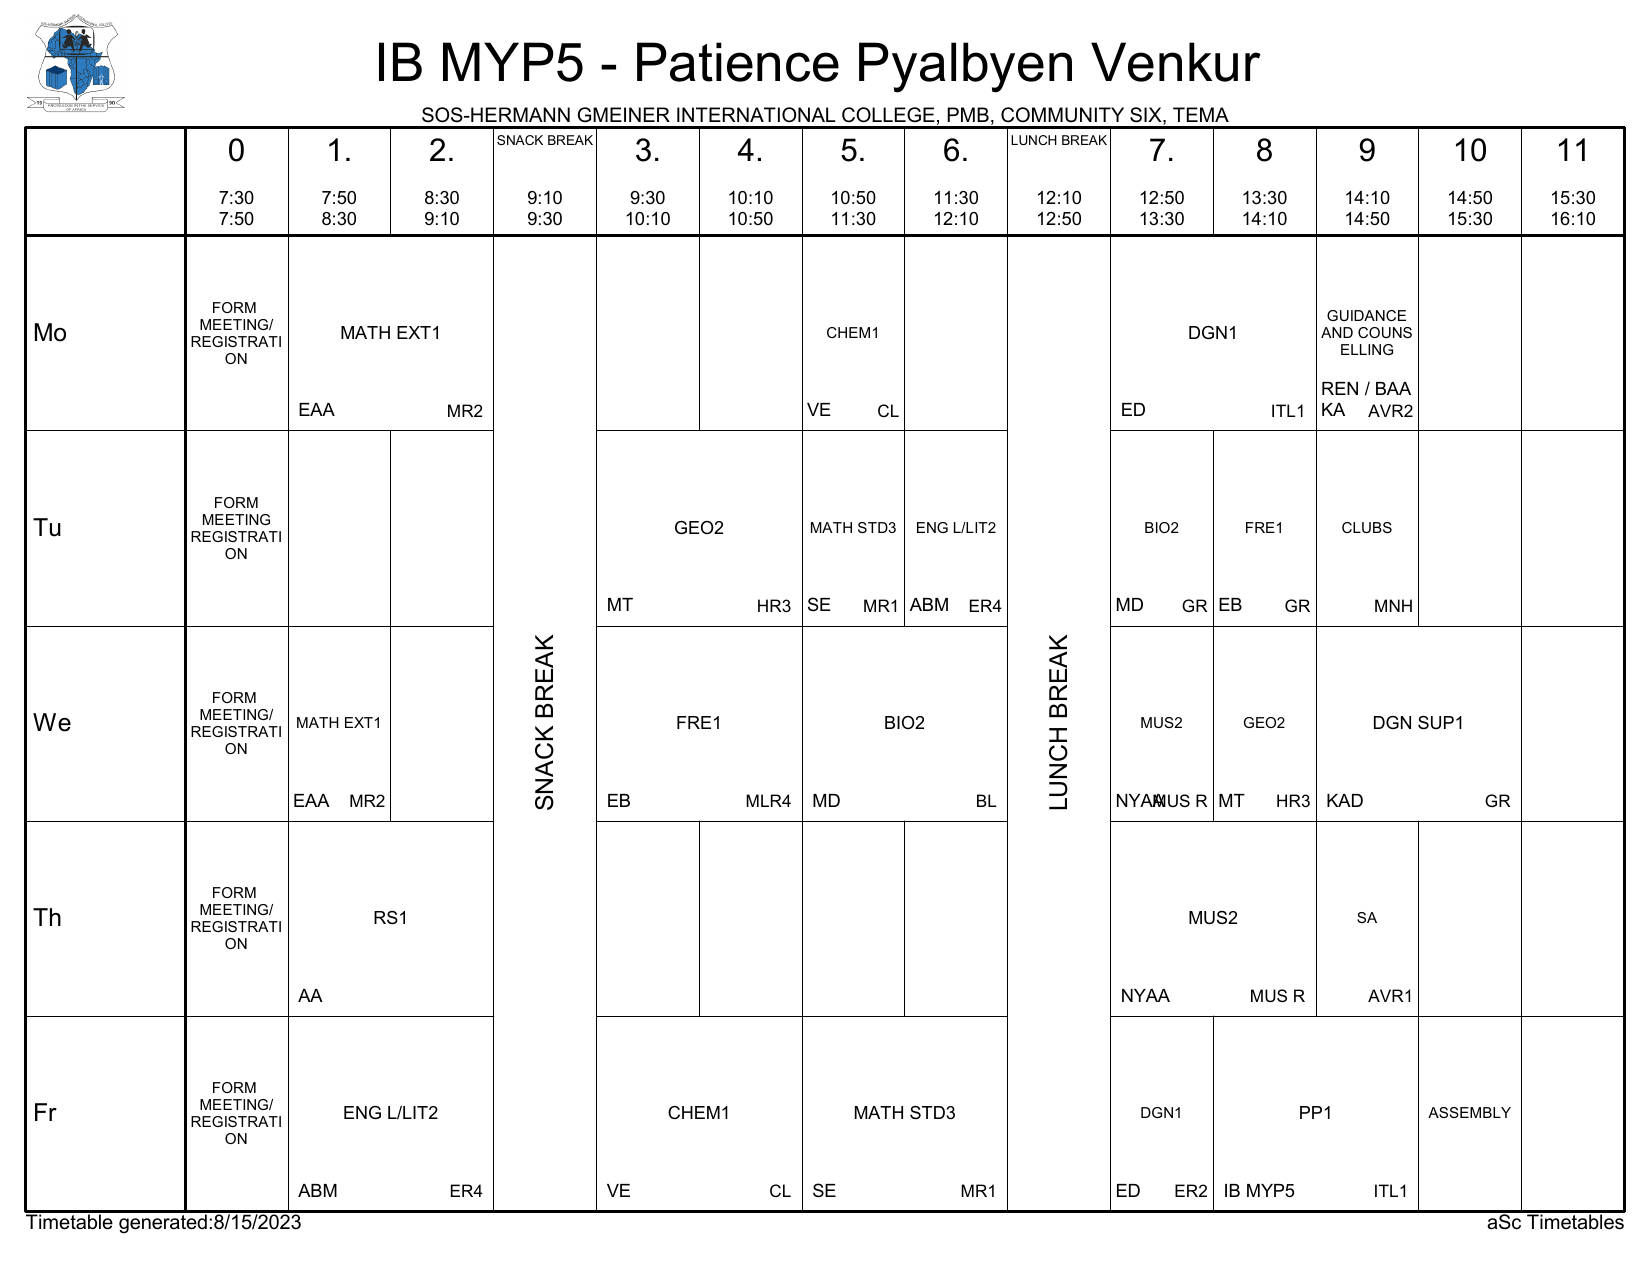 IB MYP5 - Patience Pyalbyen Venkur
SOS-HERMANN GMEINER INTERNATIONAL COLLEGE, PMB, COMMUNITY SIX, TEMA
0 1. 2. SNACK BREAK 3. 4. 5. 6. LUNCH BREAK 7. 8 9 10 11
7:30 7:50 8:30 9:10 9:30 10:10 10:50 11:30 12:10 12:50 13:30 14:10 14:50 15:30
7:50 8:30 9:10 9:30 10:10 10:50 11:30 12:10 12:50 13:30 14:10 14:50 15:30 16:10
SNACK BREAK
LUNCH BREAK
Mo
FORM
MEETING/
REGISTRATI
ON
MATH EXT1
EAA MR2
CHEM1
VE CL
DGN1
ED ITL1
GUIDANCE
AND COUNS
ELLING
REN / BAA
KA AVR2
Tu
FORM
MEETING
REGISTRATI
ON
GEO2
MT HR3
MATH STD3
SE MR1
ENG L/LIT2
ABM ER4
BIO2
MD GR
FRE1
EB GR
CLUBS
MNH
We
FORM
MEETING/
REGISTRATI
ON
MATH EXT1
EAA MR2
FRE1
EB MLR4
BIO2
MD BL
MUS2
NYAA MUS R
GEO2
MT HR3
DGN SUP1
KAD GR
Th
FORM
MEETING/
REGISTRATI
ON
RS1
AA
MUS2
NYAA MUS R
SA
AVR1
Fr
FORM
MEETING/
REGISTRATI
ON
ENG L/LIT2
ABM ER4
CHEM1
VE CL
MATH STD3
SE MR1
DGN1
ED ER2
PP1
IB MYP5 ITL1
ASSEMBLY
Timetable generated:8/15/2023
aSc Timetables